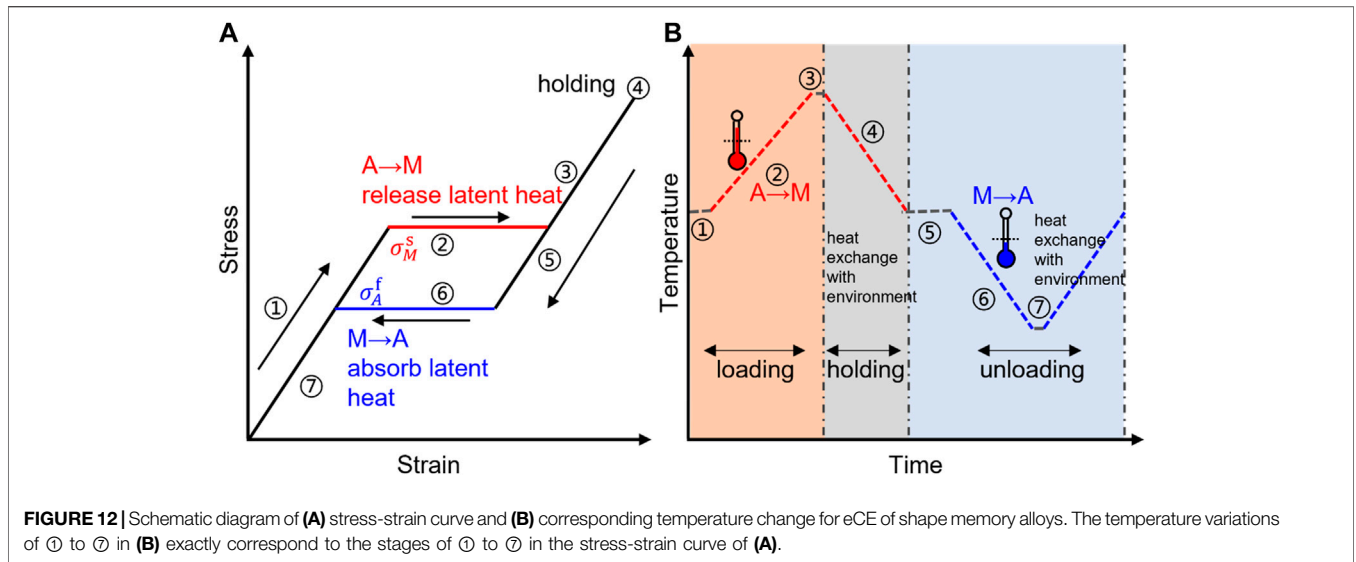 A
Stress
Strain
holding ④
③
A→M
release latent heat
②
σ_M^s
⑤
①
σ_A^f
⑥
M→A
absorb latent
heat
⑦
B
Temperature
Time
③
④
②
A→M
①
heat
exchange
with
environment
M→A
heat
exchange
with
environment
⑤
⑥
⑦
loading
holding
unloading
FIGURE 12 | Schematic diagram of (A) stress-strain curve and (B) corresponding temperature change for eCE of shape memory alloys. The temperature variations
of ① to ⑦ in (B) exactly correspond to the stages of ① to ⑦ in the stress-strain curve of (A).